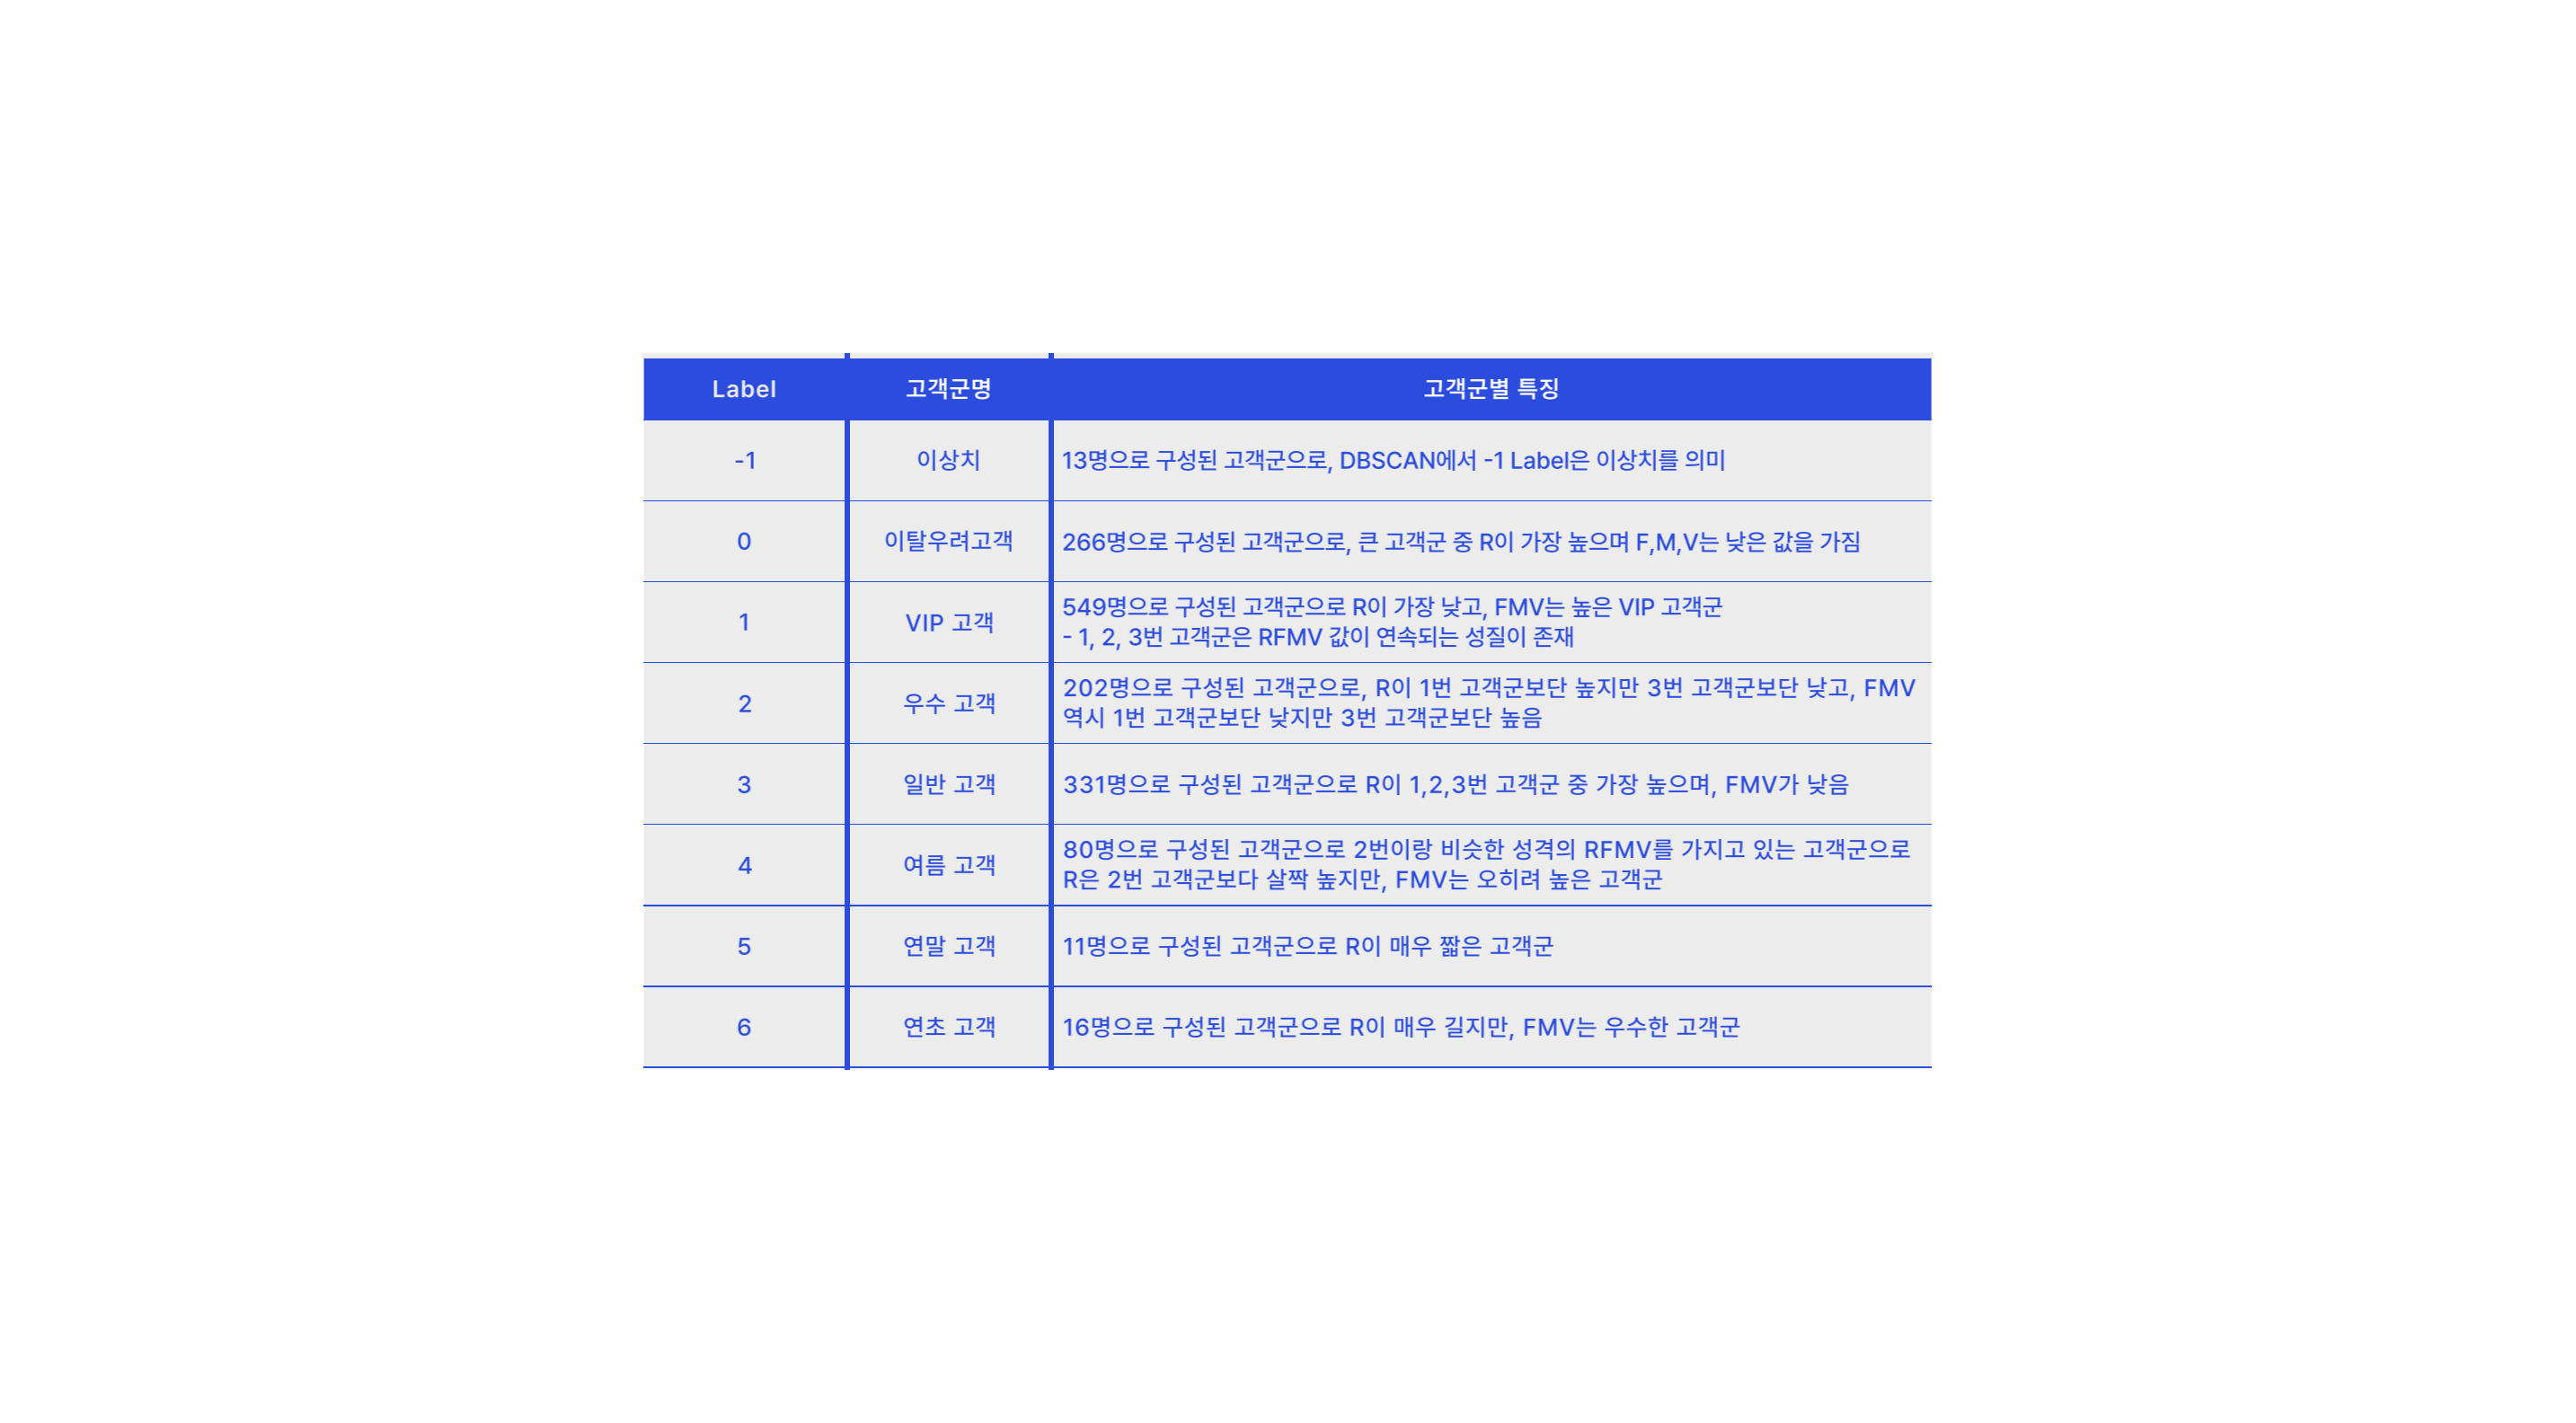 Label 고객군명 고객군별 특징
-1 이상치 13명으로 구성된 고객군으로, DBSCAN에서 -1 Label은 이상치를 의미
0 이탈우려고객 266명으로 구성된 고객군으로, 큰 고객군 중 R이 가장 높으며 F,M,V는 낮은 값을 가짐
1 VIP 고객 549명으로 구성된 고객군으로 R이 가장 낮고, FMV는 높은 VIP 고객군
- 1, 2, 3번 고객군은 RFMV 값이 연속되는 성질이 존재
2 우수 고객 202명으로 구성된 고객군으로, R이 1번 고객군보단 높지만 3번 고객군보단 낮고, FMV
역시 1번 고객군보단 낮지만 3번 고객군보단 높음
3 일반 고객 331명으로 구성된 고객군으로 R이 1,2,3번 고객군 중 가장 높으며, FMV가 낮음
4 여름 고객 80명으로 구성된 고객군으로 2번이랑 비슷한 성격의 RFMV를 가지고 있는 고객군으로
R은 2번 고객군보다 살짝 높지만, FMV는 오히려 높은 고객군
5 연말 고객 11명으로 구성된 고객군으로 R이 매우 짧은 고객군
6 연초 고객 16명으로 구성된 고객군으로 R이 매우 길지만, FMV는 우수한 고객군